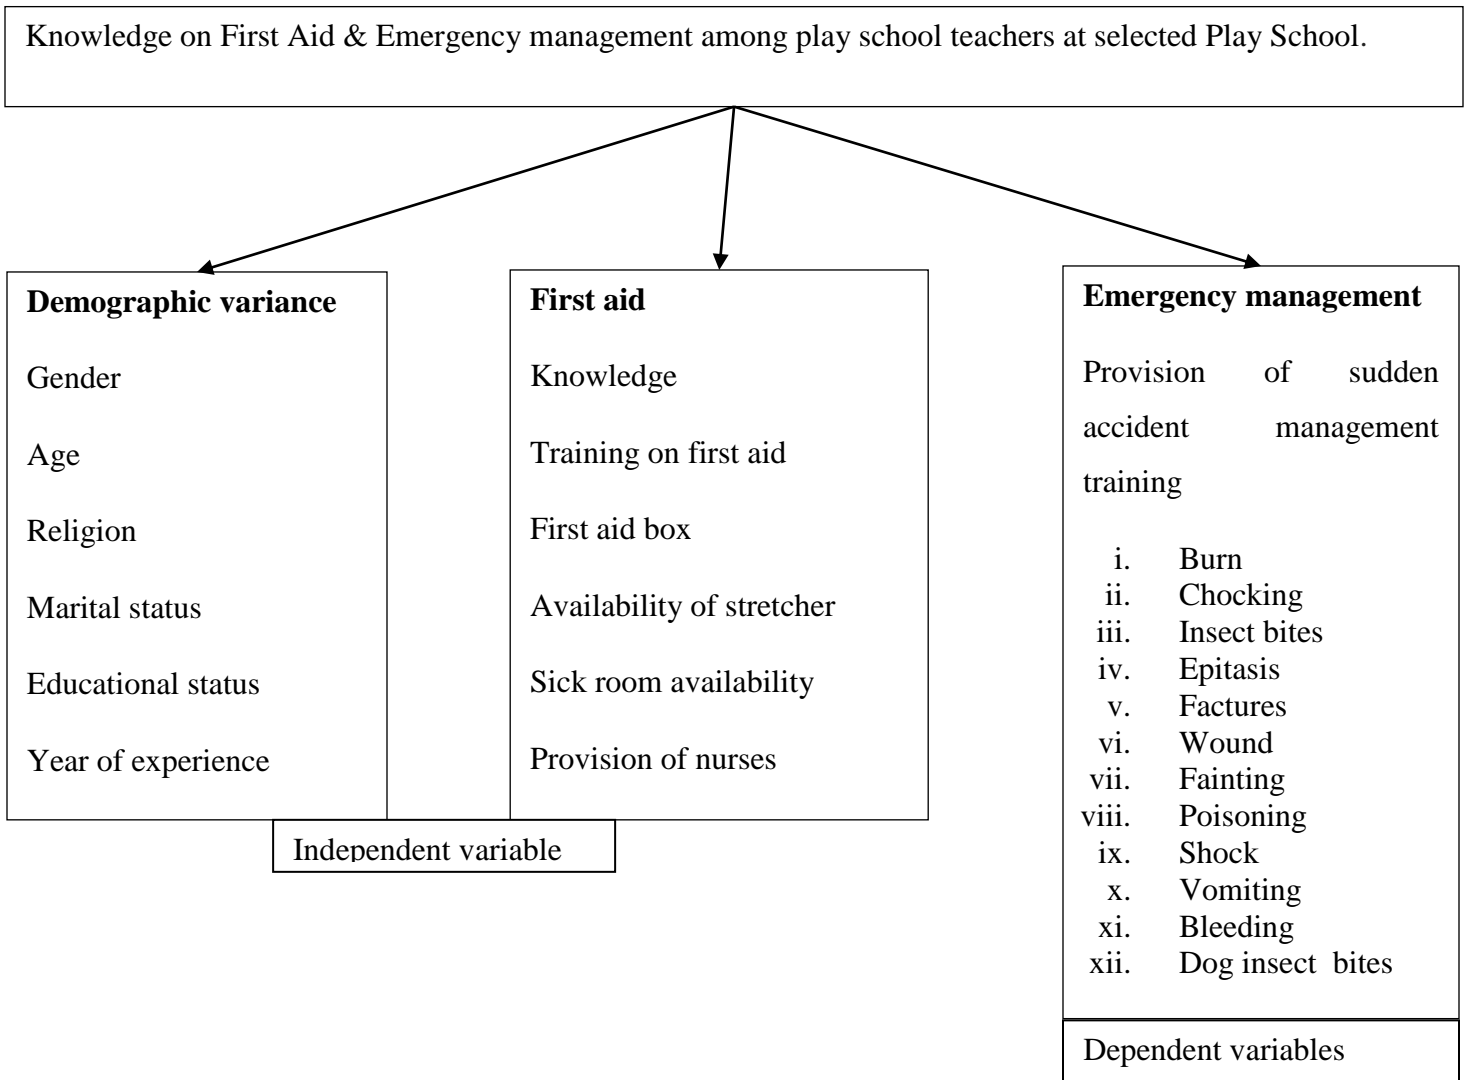 Knowledge on First Aid & Emergency management among play school teachers at selected Play School.
Demographic variance
Gender
Age
Religion
Marital status
Educational status
Year of experience
First aid
Knowledge
Training on first aid
First aid box
Availability of stretcher
Sick room availability
Provision of nurses
Independent variable
Emergency management
Provision of sudden
accident management
training
i. Burn
ii. Chocking
iii. Insect bites
iv. Epitasis
v. Factures
vi. Wound
vii. Fainting
viii. Poisoning
ix. Shock
x. Vomiting
xi. Bleeding
xii. Dog insect bites
Dependent variables